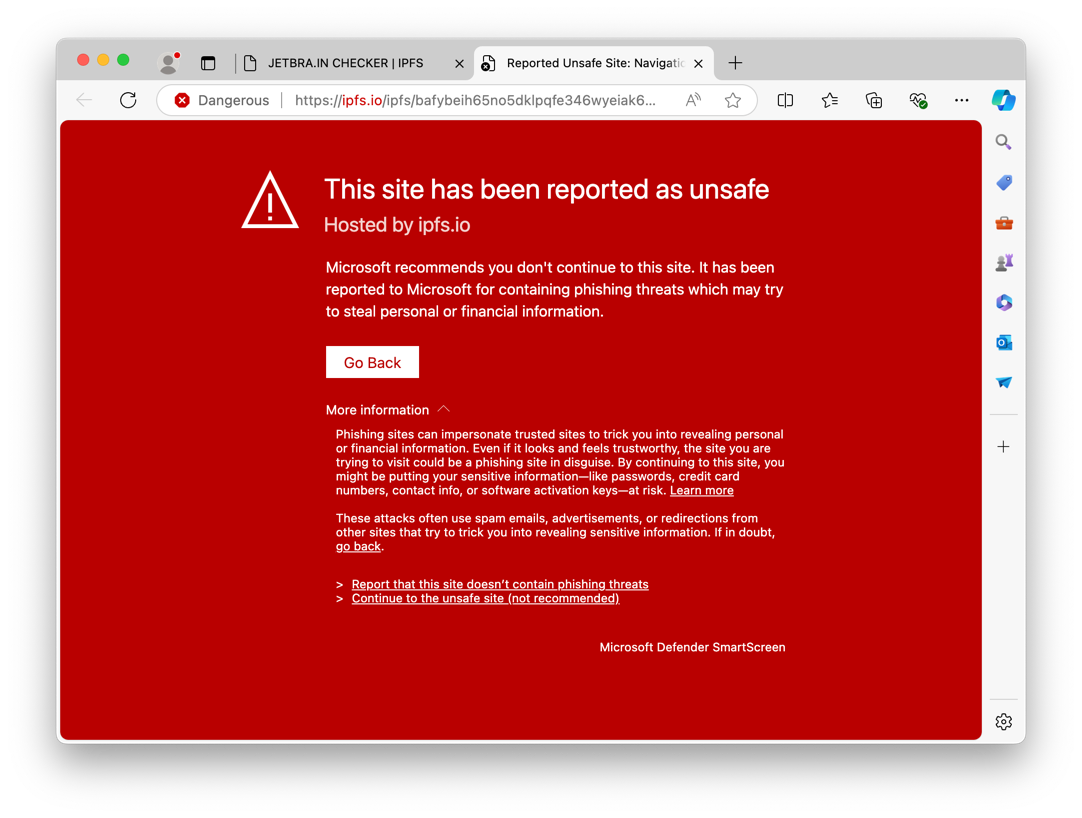 JETBRA.IN CHECKER | IPFS
Reported Unsafe Site: Navigatio
Dangerous
https://ipfs.io/ipfs/bafybeih65no5dklpqfe346wyeiak6...
This site has been reported as unsafe
Hosted by ipfs.io
Microsoft recommends you don't continue to this site. It has been
reported to Microsoft for containing phishing threats which may try
to steal personal or financial information.
Go Back
More information
Phishing sites can impersonate trusted sites to trick you into revealing personal
or financial information. Even if it looks and feels trustworthy, the site you are
trying to visit could be a phishing site in disguise. By continuing to this site, you
might be putting your sensitive information—like passwords, credit card
numbers, contact info, or software activation keys—at risk. Learn more
These attacks often use spam emails, advertisements, or redirections from
other sites that try to trick you into revealing sensitive information. If in doubt,
go back.
> Report that this site doesn't contain phishing threats
> Continue to the unsafe site (not recommended)
Microsoft Defender SmartScreen